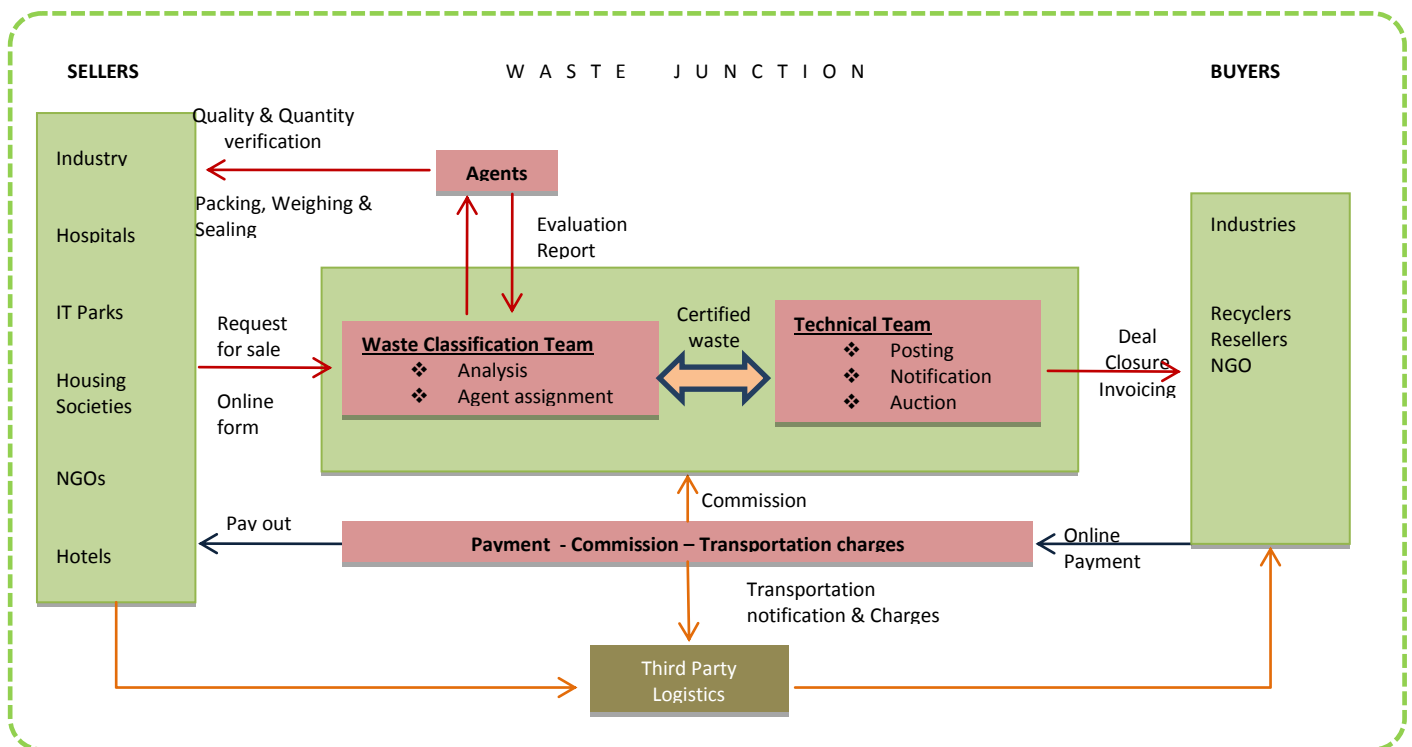 SELLERS
W A S T E J U N C T I O N
BUYERS
Quality & Quantity
verification
Industry
Agents
Packing, Weighing &
Sealing
Hospitals
Evaluation
Report
Industries
IT Parks
Request
for sale
Online
form
Waste Classification Team
❖ Analysis
❖ Agent assignment
Certified
waste
Technical Team
❖ Posting
❖ Notification
❖ Auction
Deal
Closure
Invoicing
Recyclers
Resellers
NGO
Housing
Societies
NGOs
Commission
Pay out
Payment - Commission – Transportation charges
Online
Payment
Hotels
Transportation
notification & Charges
Third Party
Logistics